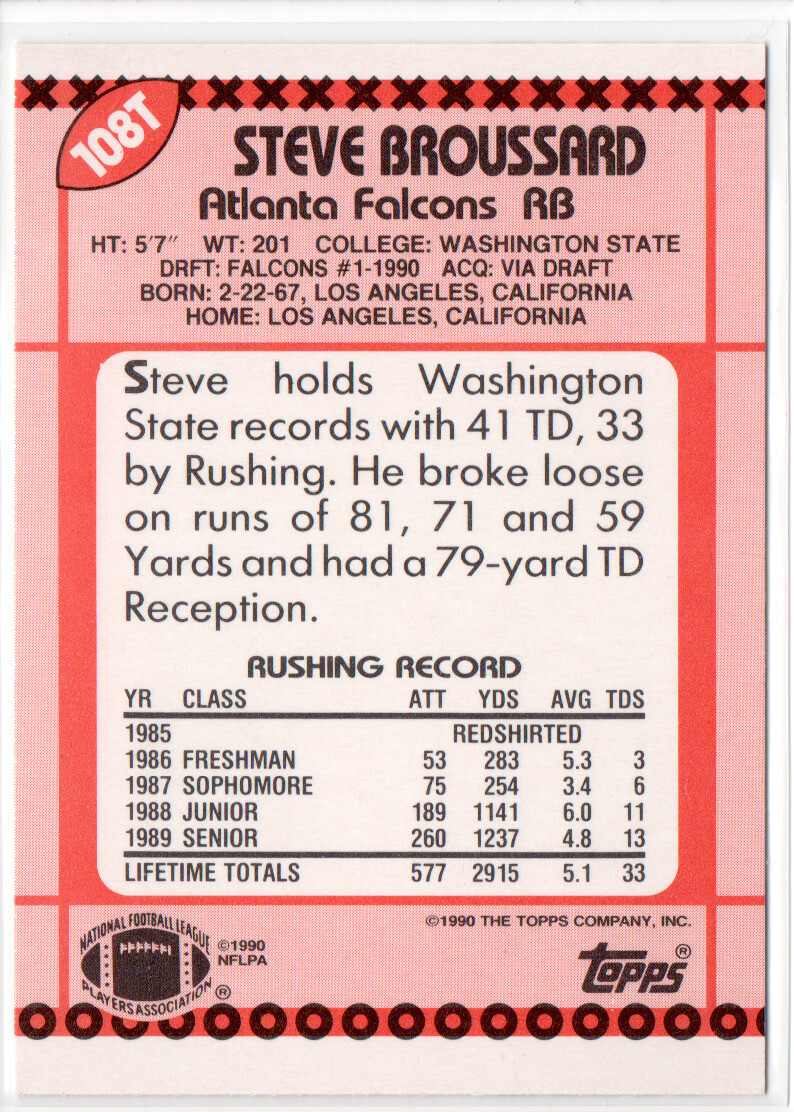 108T
STEVE BROUSSARD
Atlanta Falcons RB
HT: 5'7" WT: 201 COLLEGE: WASHINGTON STATE
DRFT: FALCONS #1-1990 ACQ: VIA DRAFT
BORN: 2-22-67, LOS ANGELES, CALIFORNIA
HOME: LOS ANGELES, CALIFORNIA
Steve holds Washington
State records with 41 TD, 33
by Rushing. He broke loose
on runs of 81, 71 and 59
Yards and had a 79-yard TD
Reception.
RUSHING RECORD
YR CLASS ATT YDS AVG TDS
1985 REDSHIRTED
1986 FRESHMAN 53 283 5.3 3
1987 SOPHOMORE 75 254 3.4 6
1988 JUNIOR 189 1141 6.0 11
1989 SENIOR 260 1237 4.8 13
LIFETIME TOTALS 577 2915 5.1 33
NATIONAL FOOTBALL LEAGUE
PLAYERS ASSOCIATION ®
©1990
NFLPA
©1990 THE TOPPS COMPANY, INC.
topps ®